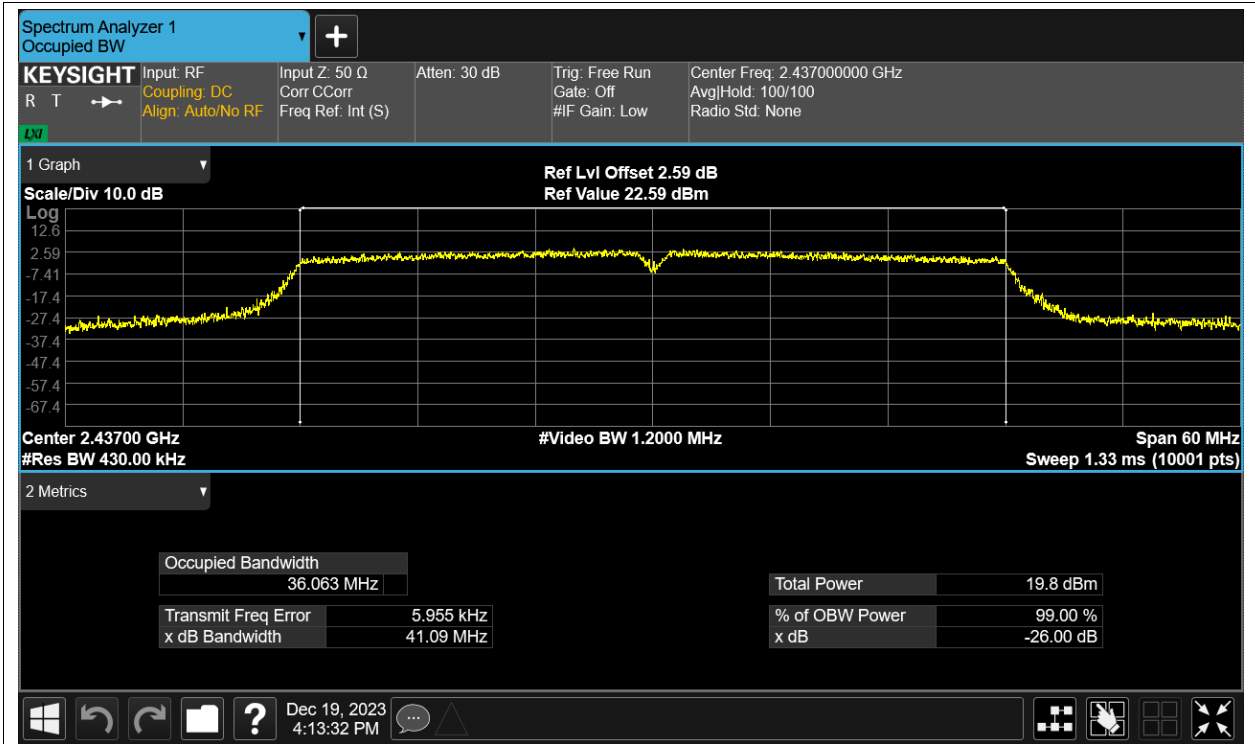 Spectrum Analyzer 1
Occupied BW
KEYSIGHT
R T
LXI
Input: RF
Coupling: DC
Align: Auto/No RF
Input Z: 50 Ω
Corr CCorr
Freq Ref: Int (S)
Atten: 30 dB
Trig: Free Run
Gate: Off
#IF Gain: Low
Center Freq: 2.437000000 GHz
Avg|Hold: 100/100
Radio Std: None
1 Graph
Scale/Div 10.0 dB
Ref Lvl Offset 2.59 dB
Ref Value 22.59 dBm
Log
12.6
2.59
-7.41
-17.4
-27.4
-37.4
-47.4
-57.4
-67.4
Center 2.43700 GHz
#Res BW 430.00 kHz
#Video BW 1.2000 MHz
Span 60 MHz
Sweep 1.33 ms (10001 pts)
2 Metrics
Occupied Bandwidth
36.063 MHz
Transmit Freq Error 5.955 kHz
x dB Bandwidth 41.09 MHz
Total Power 19.8 dBm
% of OBW Power 99.00 %
x dB -26.00 dB
?
Dec 19, 2023
4:13:32 PM